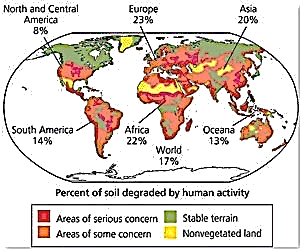 North and Central
America
8%
Europe
23%
Asia
20%
South America
14%
Africa
22%
Oceana
13%
World
17%
Percent of soil degraded by human activity
Areas of serious concern
Stable terrain
Areas of some concern
Nonvegetated land